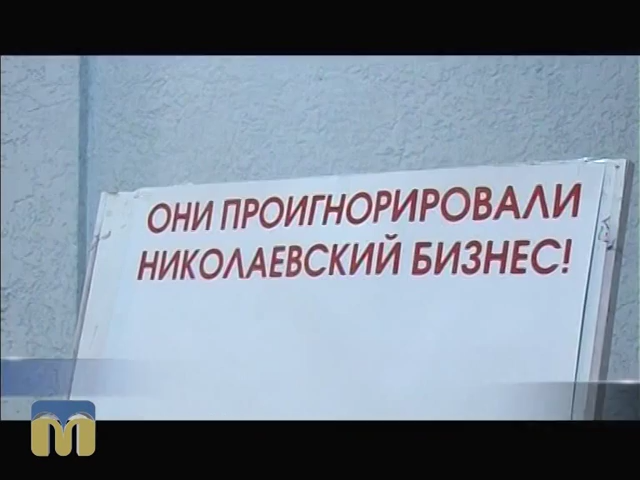 ОНИ ПРОИГНОРИРОВАЛИ
НИКОЛАЕВСКИЙ БИЗНЕС!
М